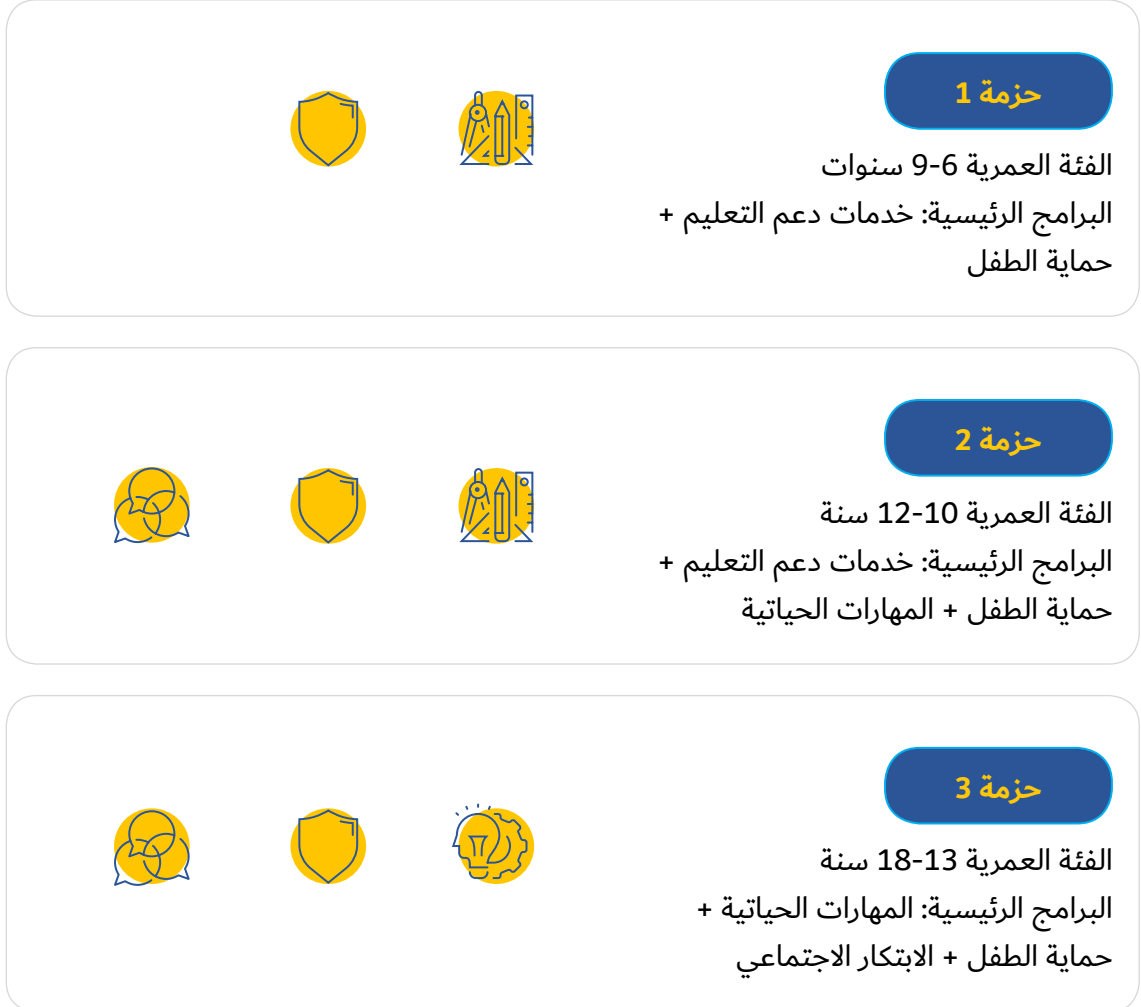 حزمة 1
الفئة العمرية 6-9 سنوات
البرامج الرئيسية: خدمات دعم التعليم +
حماية الطفل
حزمة 2
الفئة العمرية 10-12 سنة
البرامج الرئيسية: خدمات دعم التعليم +
حماية الطفل + المهارات الحياتية
حزمة 3
الفئة العمرية 13-18 سنة
البرامج الرئيسية: المهارات الحياتية +
حماية الطفل + الابتكار الاجتماعي